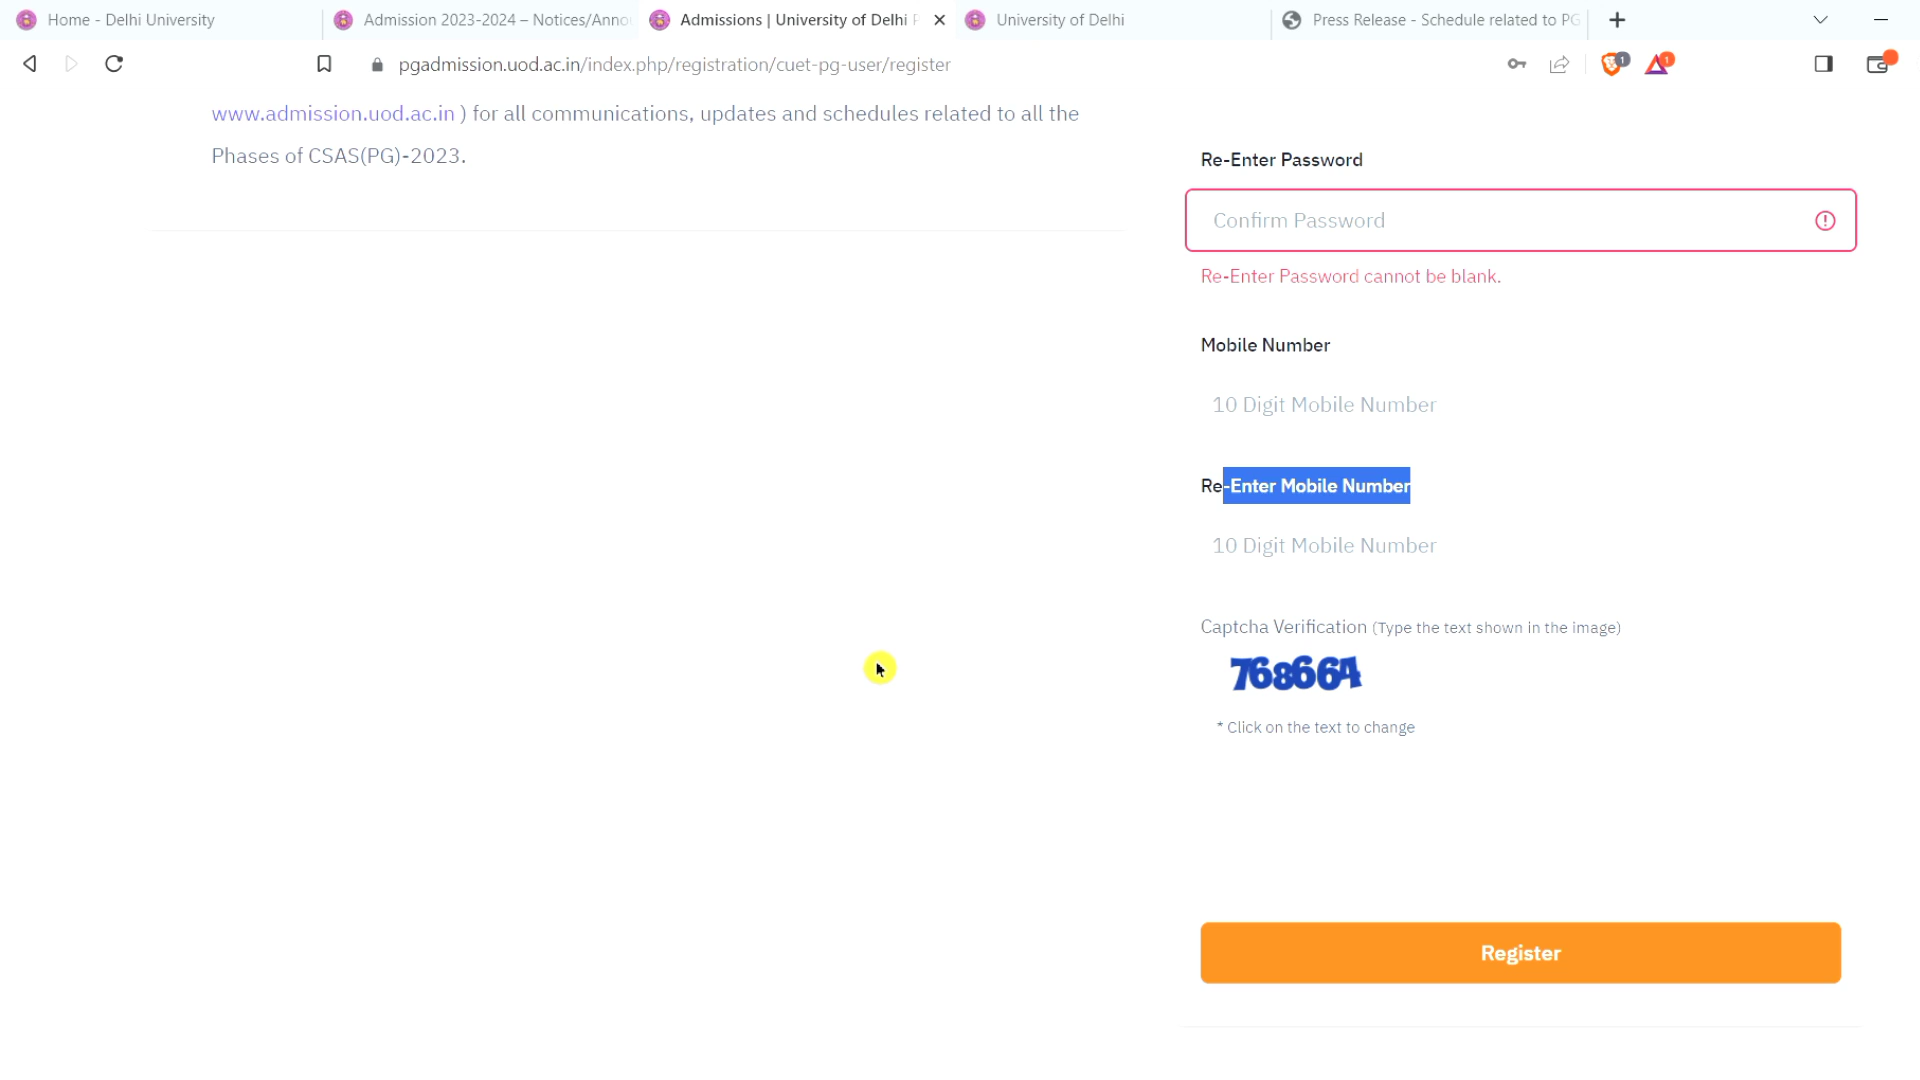 Home - Delhi University
Admission 2023-2024 – Notices/Anno
Admissions | University of Delhi P
University of Delhi
Press Release - Schedule related to PG
pgadmission.uod.ac.in/index.php/registration/cuet-pg-user/register
1
1
www.admission.uod.ac.in ) for all communications, updates and schedules related to all the
Phases of CSAS(PG)-2023.
Re-Enter Password
Confirm Password
Re-Enter Password cannot be blank.
Mobile Number
10 Digit Mobile Number
Re-Enter Mobile Number
10 Digit Mobile Number
Captcha Verification (Type the text shown in the image)
768664
* Click on the text to change
Register